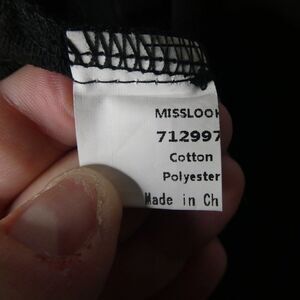 MISSLOOK
712997
Cotton
Polyester
Made in Ch